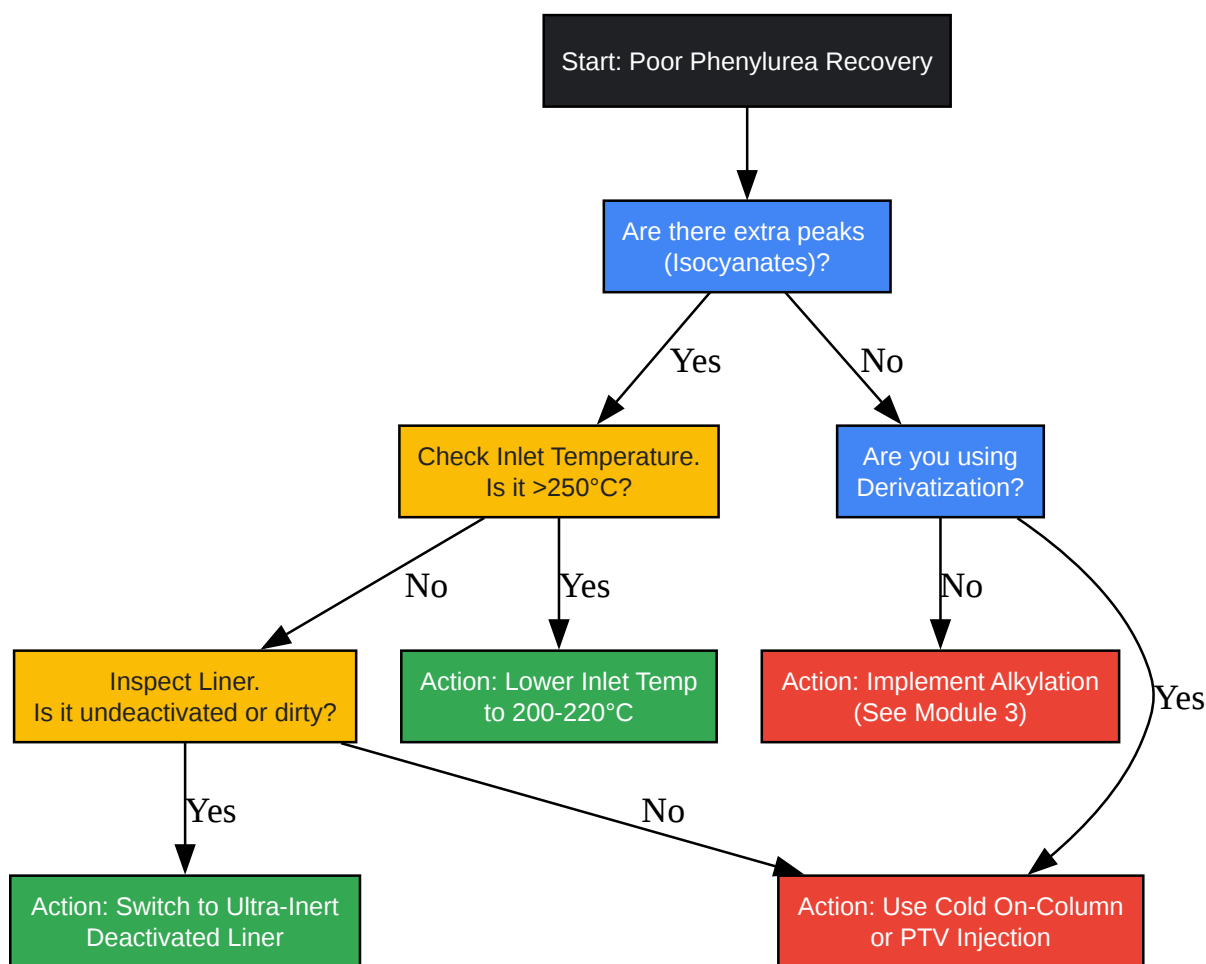 Start: Poor Phenylurea Recovery
Are there extra peaks
(Isocyanates)?
Yes
No
Check Inlet Temperature.
Is it >250°C?
Are you using
Derivatization?
No
Yes
No
Yes
Inspect Liner.
Is it undeactivated or dirty?
Action: Lower Inlet Temp
to 200-220°C
Action: Implement Alkylation
(See Module 3)
Yes
No
Action: Switch to Ultra-Inert
Deactivated Liner
Action: Use Cold On-Column
or PTV Injection